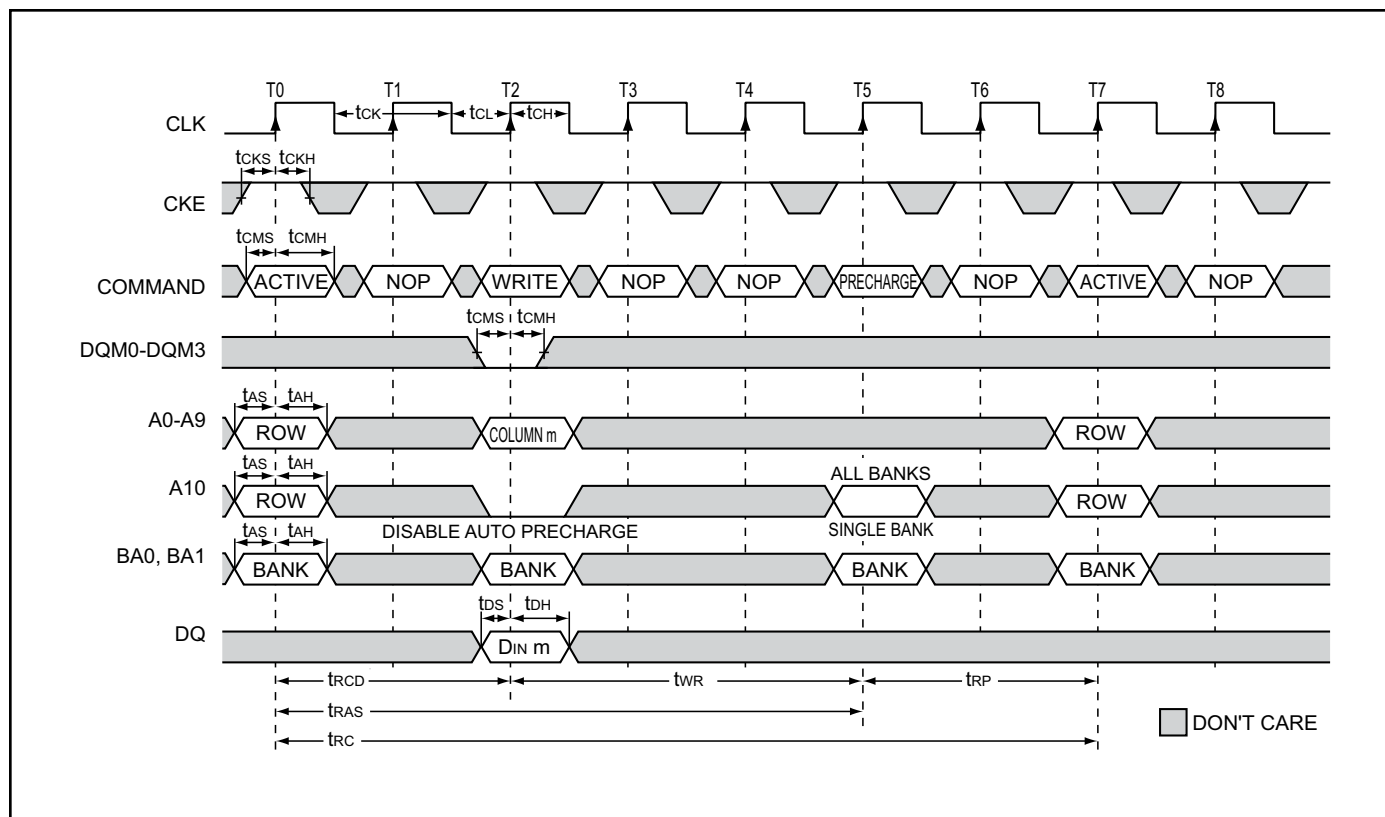 T0 T1 T2 T3 T4 T5 T6 T7 T8
tCK tCL tCH
CLK
tCKS tCKH
CKE
tCMS tCMH
COMMAND ACTIVE NOP WRITE NOP NOP PRECHARGE NOP ACTIVE NOP
tCMS tCMH
DQM0-DQM3
tAS tAH
A0-A9 ROW COLUMN m ROW
tAS tAH ALL BANKS
A10 ROW ROW
DISABLE AUTO PRECHARGE SINGLE BANK
tAS tAH
BA0, BA1 BANK BANK BANK BANK
tDS tDH
DQ DIN m
tRCD tWR tRP
tRAS
DON'T CARE
tRC